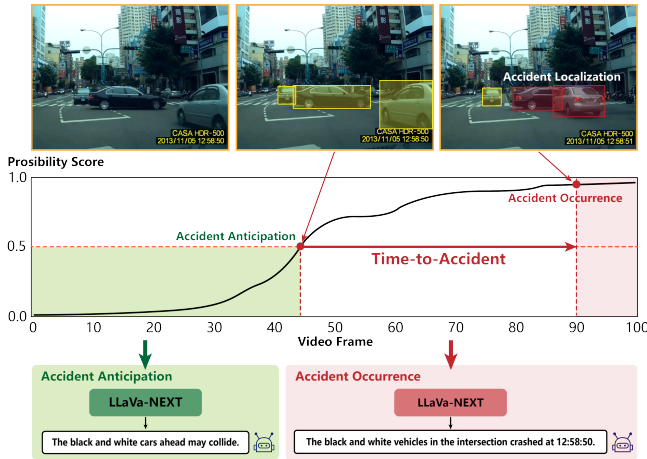 CASA HDR-500
2013/11/05 12:58:50
CASA HDR-500
2013/11/05 12:58:50
Accident Localization
CASA HDR-500
2013/11/05 12:58:51
Prosibility Score
1.0
0.5
0.0
Accident Anticipation
Accident Occurrence
Time-to-Accident
0 10 20 30 40 50 60 70 80 90 100
Video Frame
Accident Anticipation
LLaVa-NEXT
The black and white cars ahead may collide.
Accident Occurrence
LLaVa-NEXT
The black and white vehicles in the intersection crashed at 12:58:50.